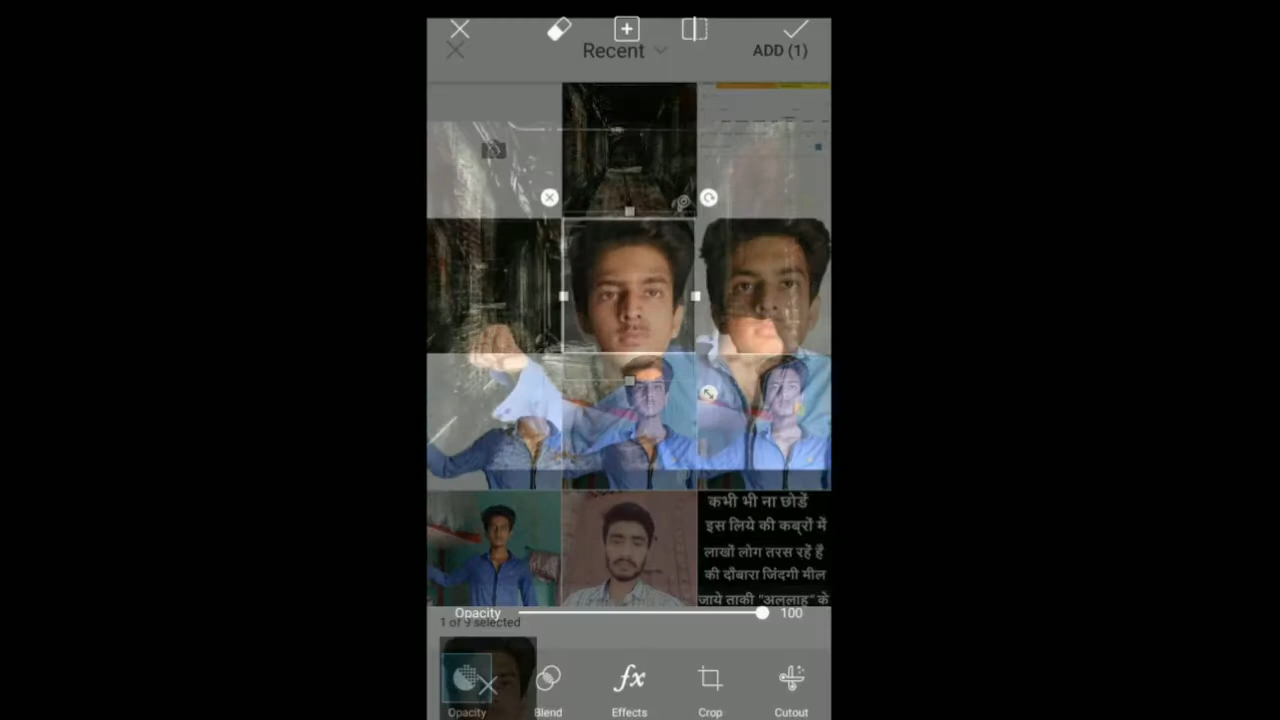 Recent
ADD (1)
कभी भी ना छोडें
इस लिये की कब्रों में
लाखों लोग तरस रहें है
की दौबारा जिंदगी मील
जाये ताकी "अल्लाह" के
Opacity 100
1 of 9 selected
Opacity Blend Effects Crop Cutout